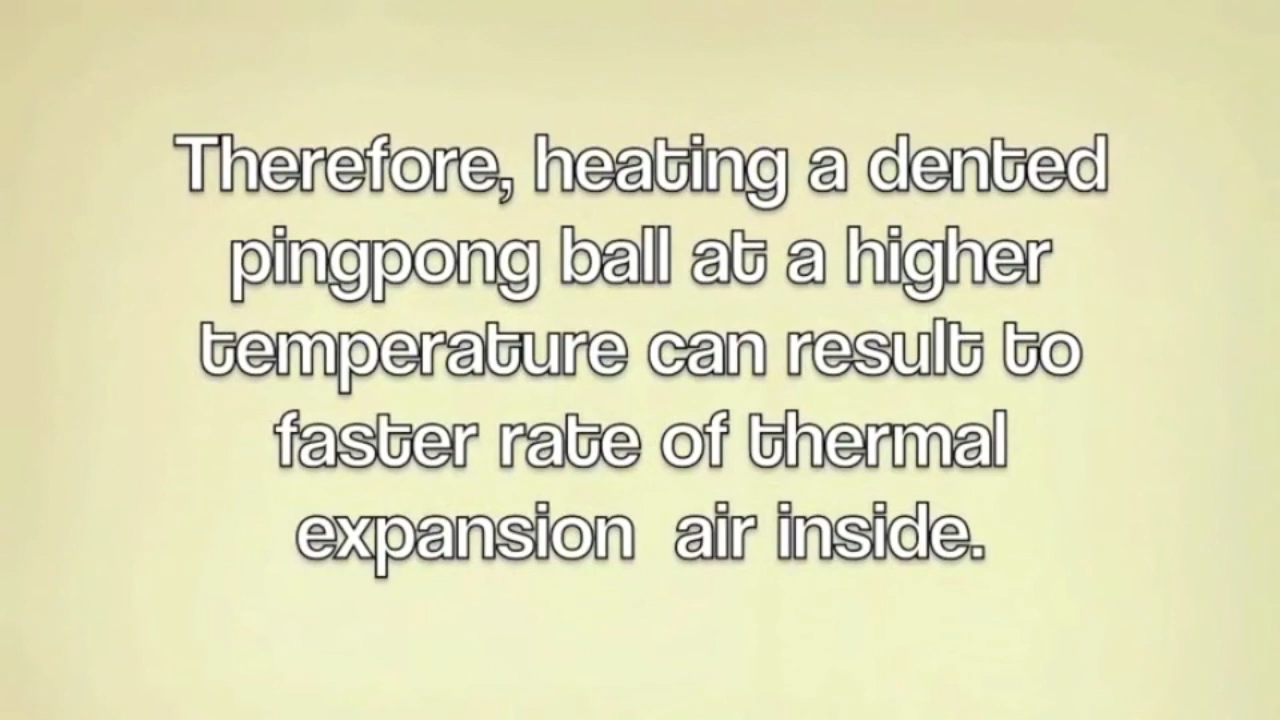 Therefore, heating a dented
pingpong ball at a higher
temperature can result to
faster rate of thermal
expansion  air inside.